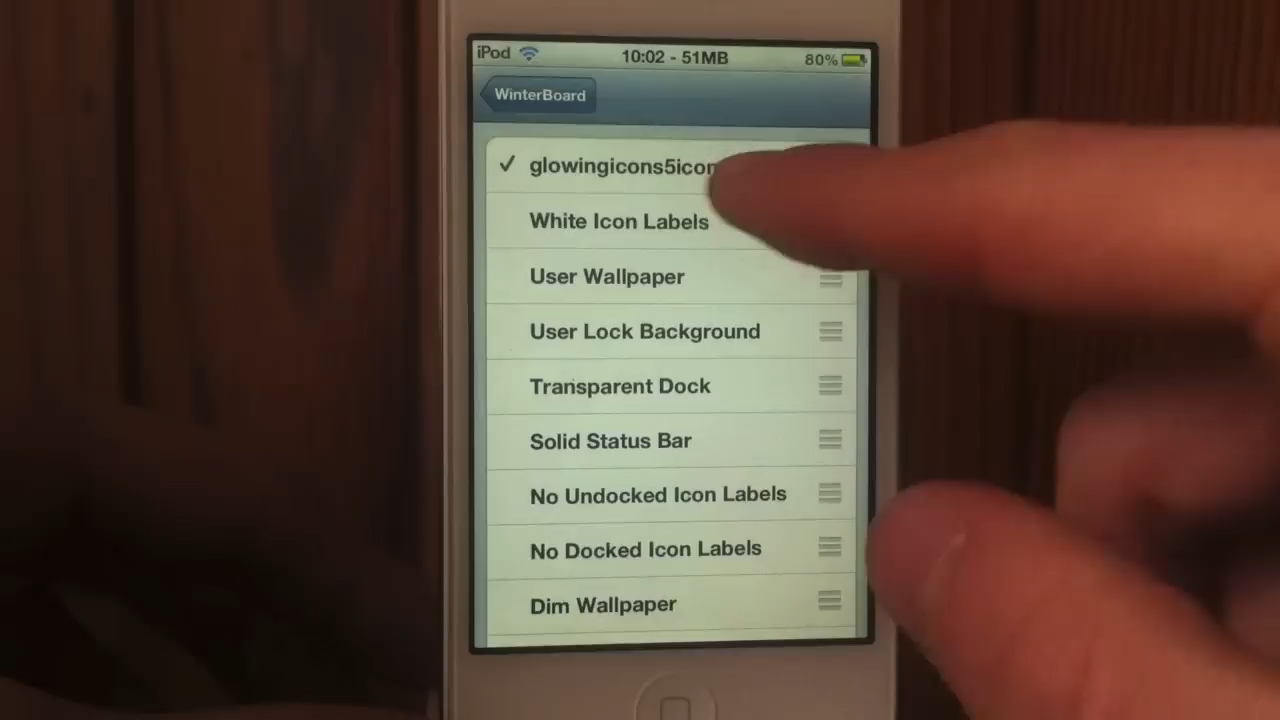 iPod 10:02 - 51MB 80%
WinterBoard
glowingicons5icon
White Icon Labels
User Wallpaper
User Lock Background
Transparent Dock
Solid Status Bar
No Undocked Icon Labels
No Docked Icon Labels
Dim Wallpaper